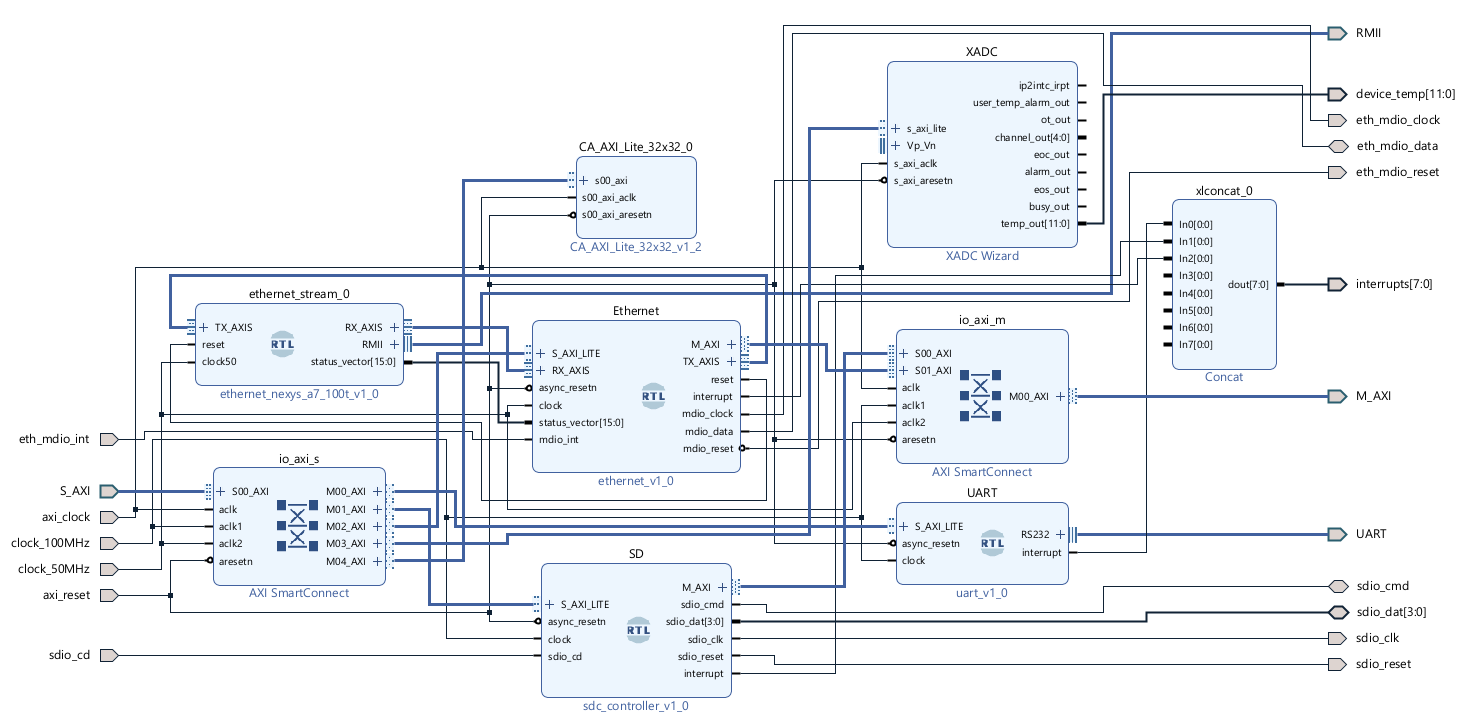 RMII
XADC
ip2intc_irpt
user_temp_alarm_out
ot_out
channel_out[4:0]
eoc_out
alarm_out
eos_out
busy_out
temp_out[11:0]
s_axi_lite
Vp_Vn
s_axi_aclk
s_axi_aresetn
XADC Wizard
device_temp[11:0]
eth_mdio_clock
eth_mdio_data
eth_mdio_reset
CA_AXI_Lite_32x32_0
s00_axi
s00_axi_aclk
s00_axi_aresetn
CA_AXI_Lite_32x32_v1_2
xlconcat_0
In0[0:0]
In1[0:0]
In2[0:0]
In3[0:0]
In4[0:0]
In5[0:0]
In6[0:0]
In7[0:0]
dout[7:0]
Concat
interrupts[7:0]
ethernet_stream_0
TX_AXIS
reset
clock50
RTL
RX_AXIS
RMII
status_vector[15:0]
ethernet_nexys_a7_100t_v1_0
Ethernet
S_AXI_LITE
RX_AXIS
async_resetn
clock
status_vector[15:0]
mdio_int
RTL
M_AXI
TX_AXIS
reset
interrupt
mdio_clock
mdio_data
mdio_reset
ethernet_v1_0
io_axi_m
S00_AXI
S01_AXI
aclk
aclk1
aclk2
aresetn
M00_AXI
AXI SmartConnect
M_AXI
eth_mdio_int
S_AXI
axi_clock
clock_100MHz
clock_50MHz
axi_reset
sdio_cd
io_axi_s
S00_AXI
aclk
aclk1
aclk2
aresetn
M00_AXI
M01_AXI
M02_AXI
M03_AXI
M04_AXI
AXI SmartConnect
UART
S_AXI_LITE
async_resetn
clock
RTL
RS232
interrupt
uart_v1_0
UART
SD
S_AXI_LITE
async_resetn
clock
sdio_cd
RTL
M_AXI
sdio_cmd
sdio_dat[3:0]
sdio_clk
sdio_reset
interrupt
sdc_controller_v1_0
sdio_cmd
sdio_dat[3:0]
sdio_clk
sdio_reset